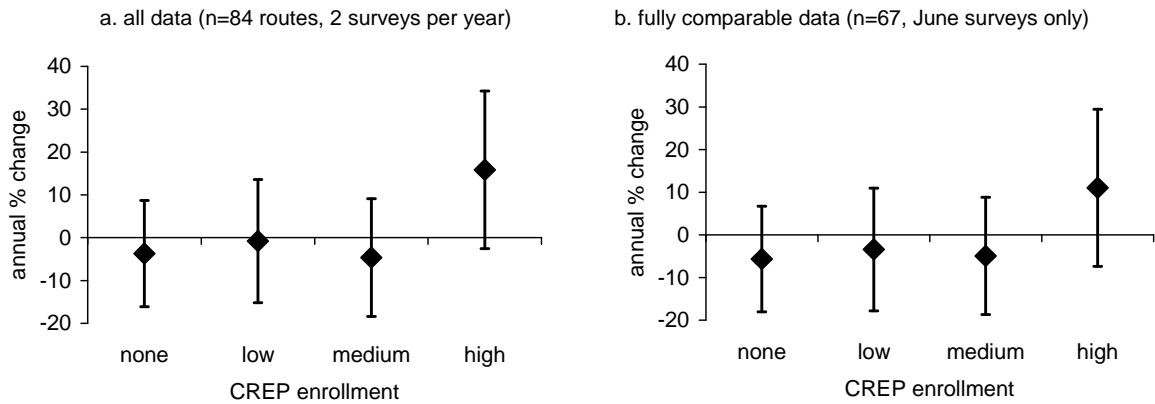 a. all data (n=84 routes, 2 surveys per year)
40
30
20
10
0
-10
-20
annual % change
none low medium high
CREP enrollment
b. fully comparable data (n=67, June surveys only)
40
30
20
10
0
-10
-20
annual % change
none low medium high
CREP enrollment